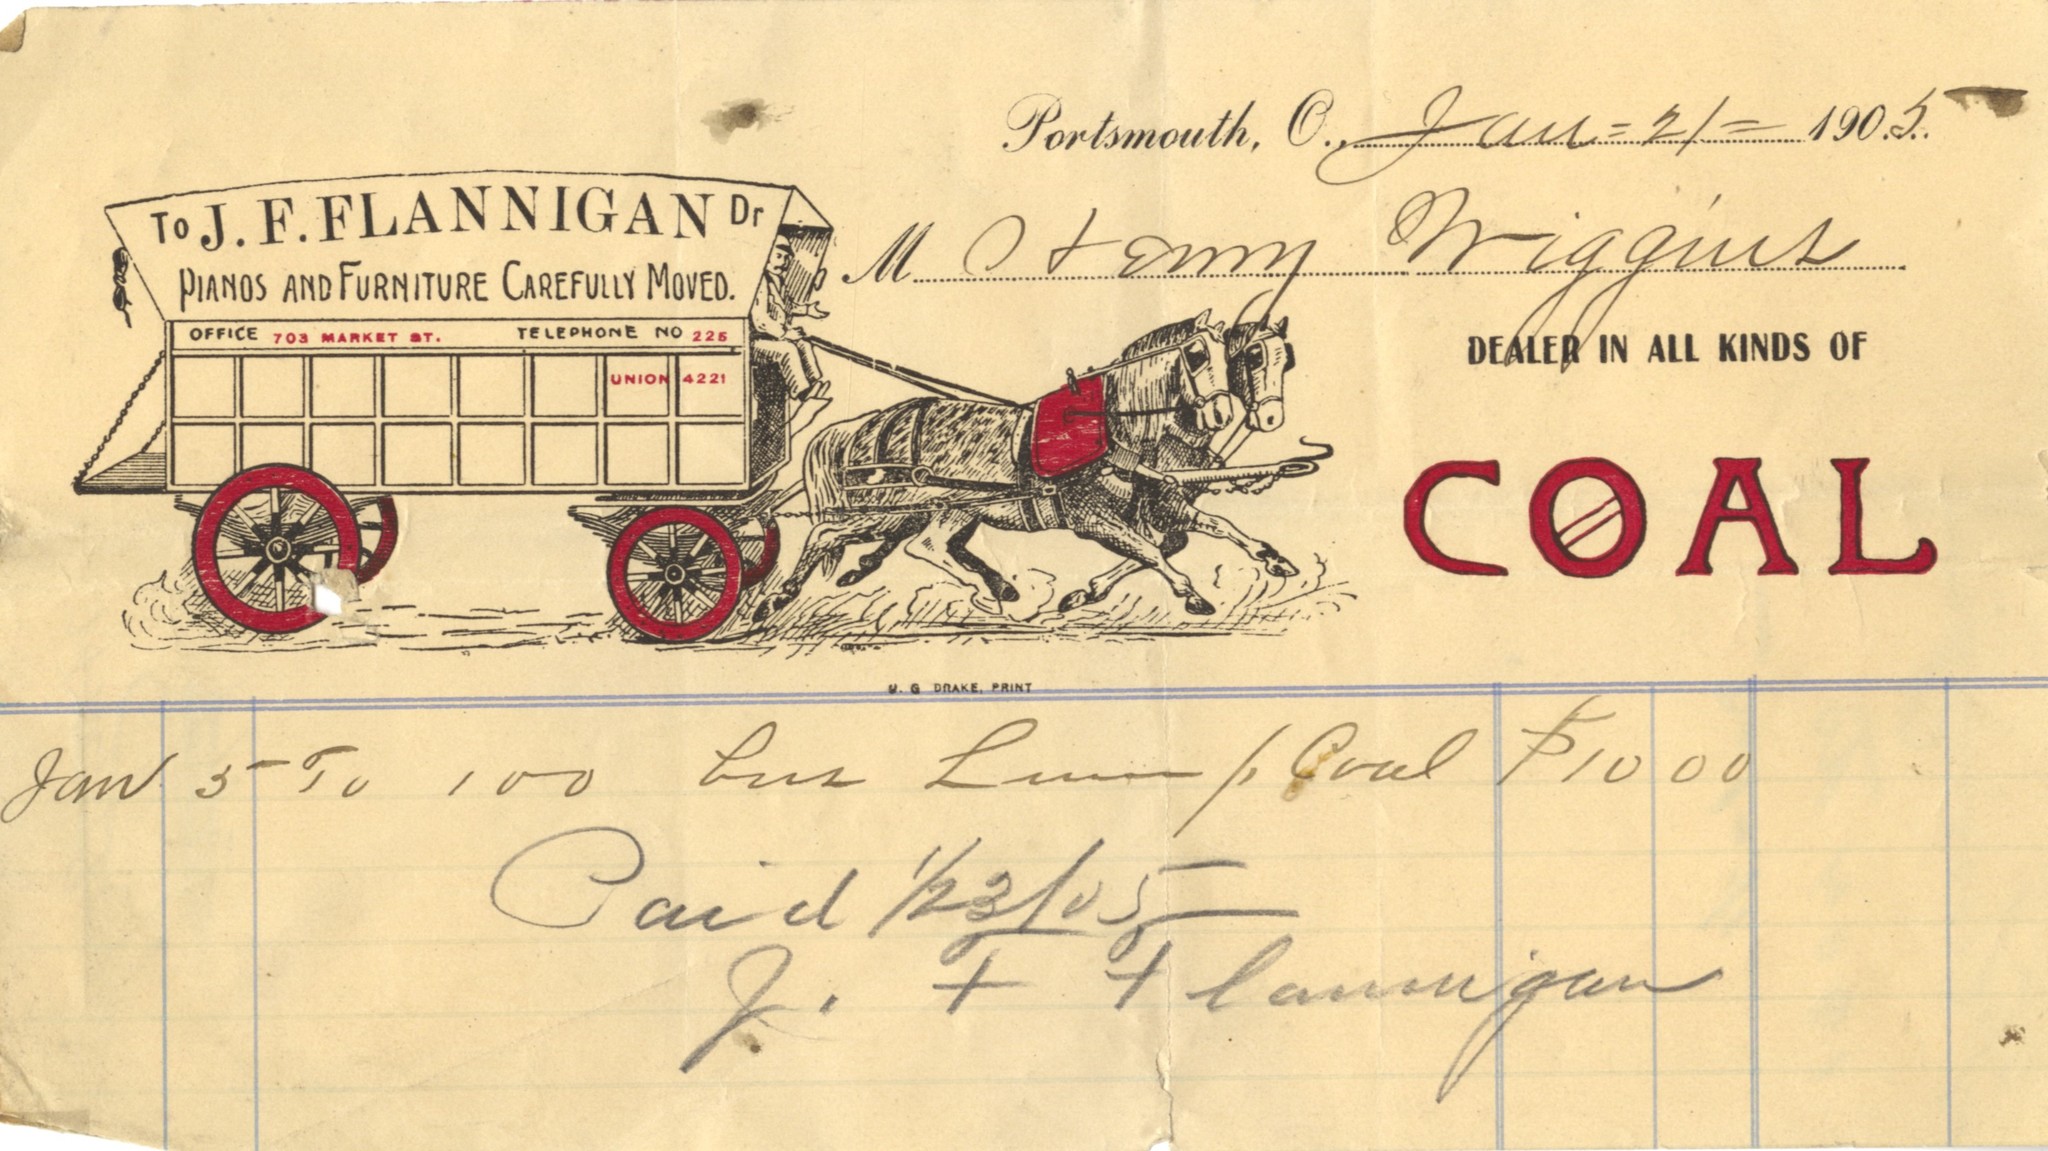 Portsmouth, O., Jan = 21 = 1905.
To J. F. FLANNIGAN Dr
PIANOS AND FURNITURE CAREFULLY MOVED.
M Henry Wiggins
OFFICE 703 MARKET ST. TELEPHONE NO 225
UNION 4221
DEALER IN ALL KINDS OF
COAL
W. G. DRAKE, PRINT
Jan 5 To 100 bus Lump Coal $10 00
Paid 1/23/05
J. F Flannigan